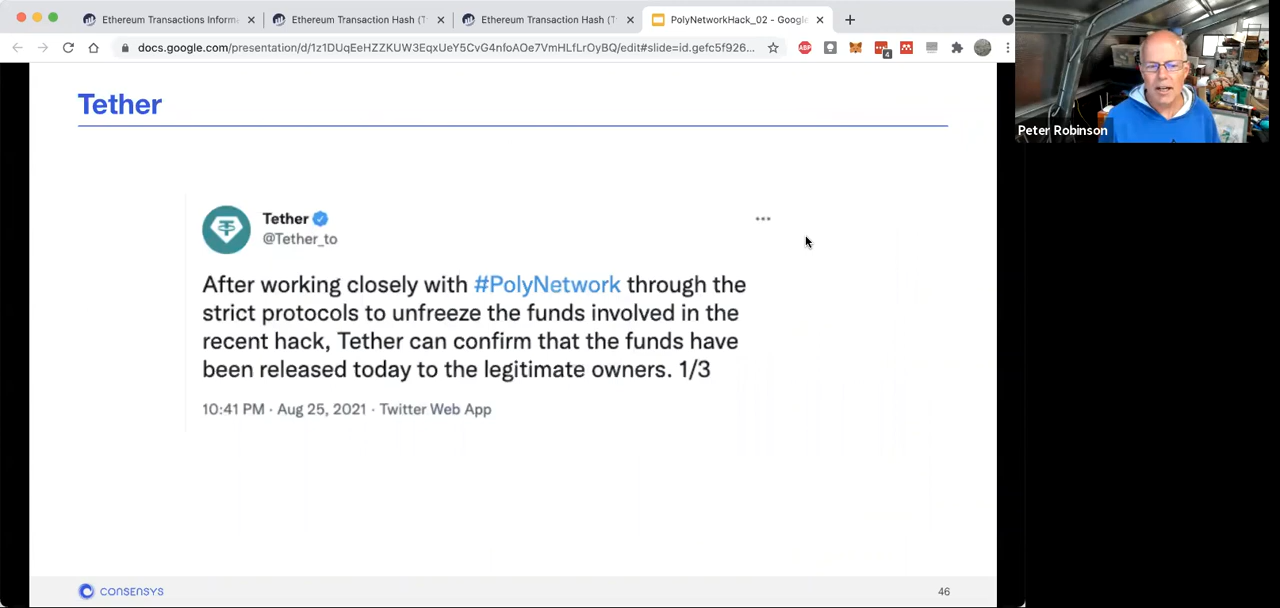 Ethereum Transactions Informa
Ethereum Transaction Hash (T
Ethereum Transaction Hash (T
PolyNetworkHack_02 - Google
docs.google.com/presentation/d/1z1DUqEeHZZKUW3EqxUeY5CvG4nfoAOe7VmHLfLrOyBQ/edit#slide=id.gefc5f926...
ABP
4
Peter Robinson
Tether
Tether
@Tether_to
After working closely with #PolyNetwork through the
strict protocols to unfreeze the funds involved in the
recent hack, Tether can confirm that the funds have
been released today to the legitimate owners. 1/3
10:41 PM · Aug 25, 2021 · Twitter Web App
CONSENSYS
46